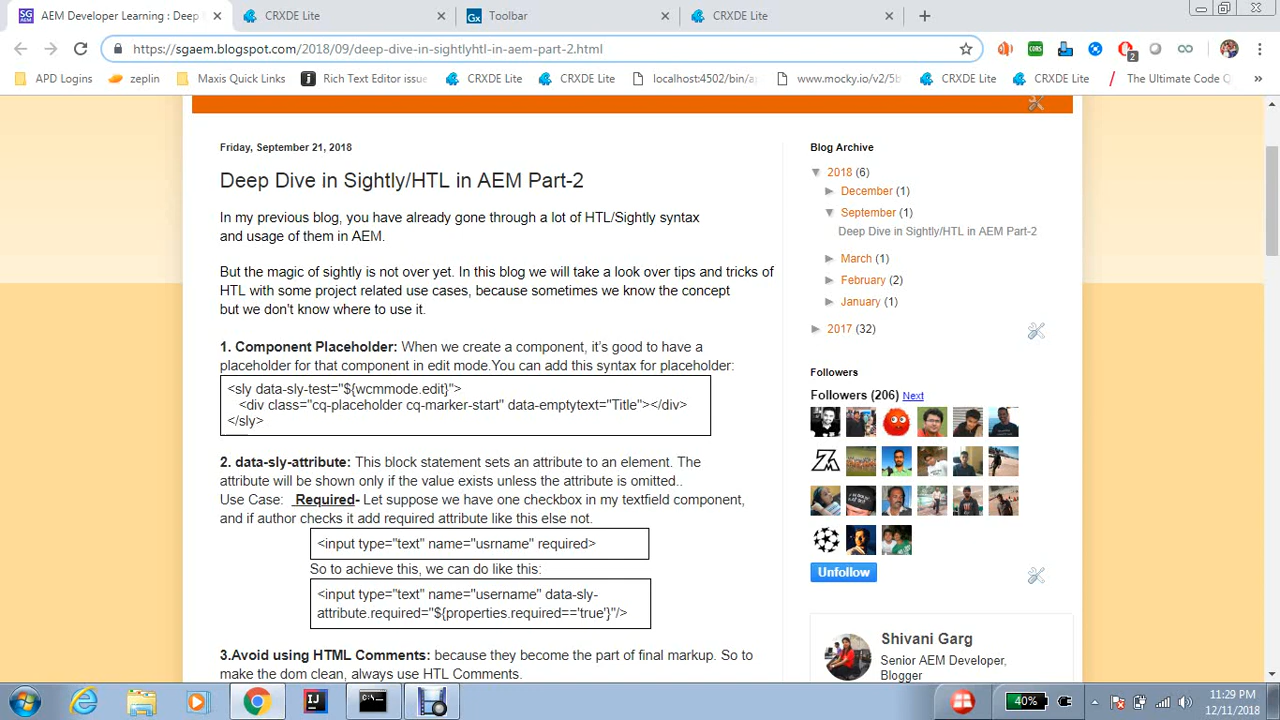 AEM Developer Learning : Deep
CRXDE Lite
Gx
Toolbar
CRXDE Lite
https://sgaem.blogspot.com/2018/09/deep-dive-in-sightlyhtl-in-aem-part-2.html
CORS
2
APD Logins
zeplin
Maxis Quick Links
Rich Text Editor issue
CRXDE Lite
CRXDE Lite
localhost:4502/bin/a
www.mocky.io/v2/5b
CRXDE Lite
CRXDE Lite
The Ultimate Code Q
»
Friday, September 21, 2018
Deep Dive in Sightly/HTL in AEM Part-2
In my previous blog, you have already gone through a lot of HTL/Sightly syntax
and usage of them in AEM.
But the magic of sightly is not over yet. In this blog we will take a look over tips and tricks of
HTL with some project related use cases, because sometimes we know the concept
but we don't know where to use it.
1. Component Placeholder: When we create a component, it's good to have a
placeholder for that component in edit mode.You can add this syntax for placeholder:
<sly data-sly-test="${wcmmode.edit}">
<div class="cq-placeholder cq-marker-start" data-emptytext="Title"></div>
</sly>
2. data-sly-attribute: This block statement sets an attribute to an element. The
attribute will be shown only if the value exists unless the attribute is omitted..
Use Case: Required- Let suppose we have one checkbox in my textfield component,
and if author checks it add required attribute like this else not.
<input type="text" name="usrname" required>
So to achieve this, we can do like this:
<input type="text" name="username" data-sly-
attribute.required="${properties.required=='true'}"/>
3.Avoid using HTML Comments: because they become the part of final markup. So to
make the dom clean, always use HTL Comments.
Blog Archive
▼ 2018 (6)
► December (1)
▼ September (1)
Deep Dive in Sightly/HTL in AEM Part-2
► March (1)
► February (2)
► January (1)
► 2017 (32)
Followers
Followers (206) Next
Unfollow
Shivani Garg
Senior AEM Developer,
Blogger
40%
11:29 PM
12/11/2018